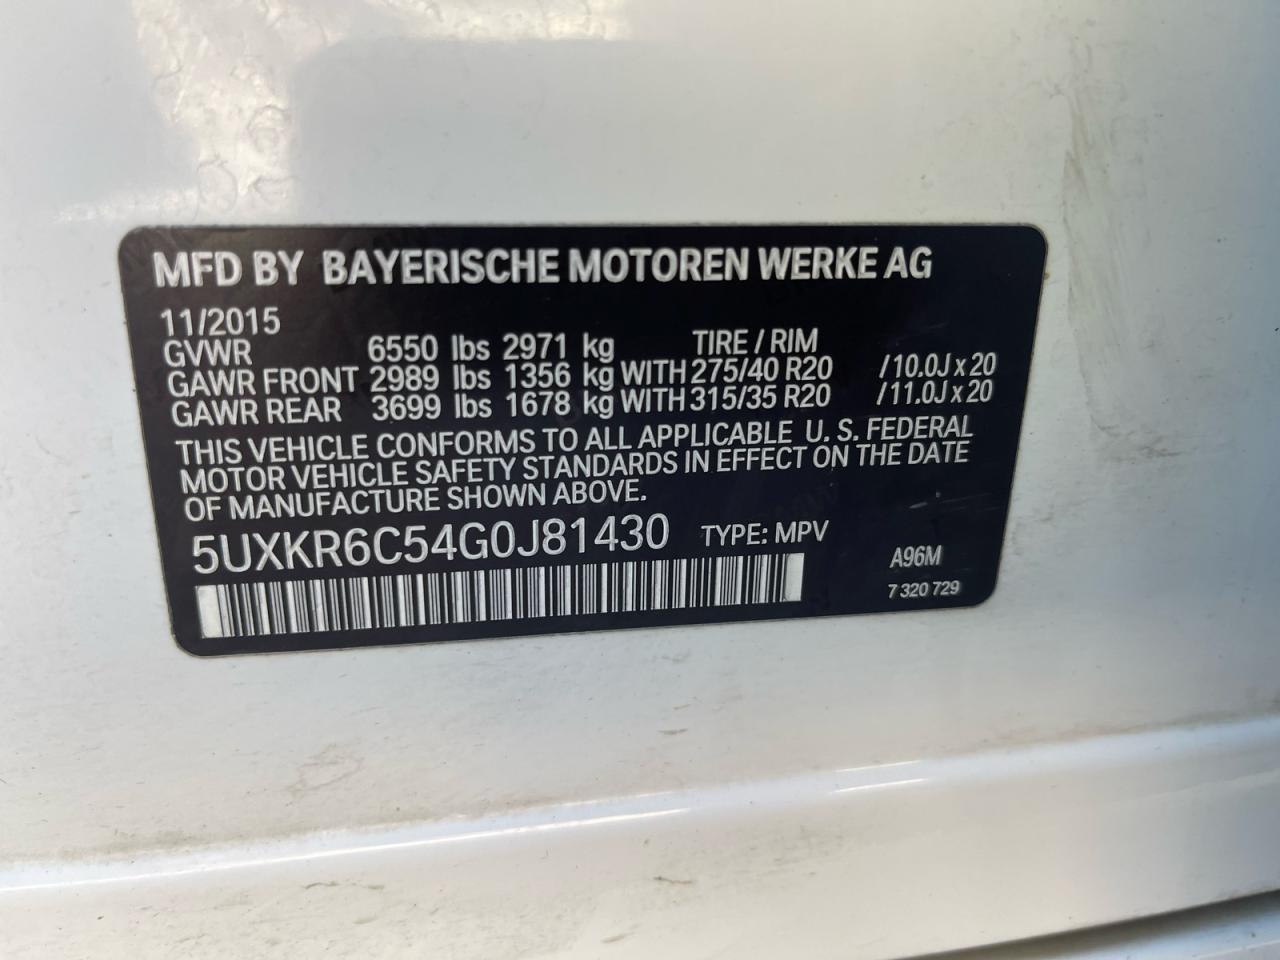 MFD BY BAYERISCHE MOTOREN WERKE AG
11/2015
GVWR 6550 lbs 2971 kg TIRE / RIM
GAWR FRONT 2989 lbs 1356 kg WITH 275/40 R20 /10.0J x 20
GAWR REAR 3699 lbs 1678 kg WITH 315/35 R20 /11.0J x 20
THIS VEHICLE CONFORMS TO ALL APPLICABLE U. S. FEDERAL
MOTOR VEHICLE SAFETY STANDARDS IN EFFECT ON THE DATE
OF MANUFACTURE SHOWN ABOVE.
5UXKR6C54G0J81430 TYPE: MPV
A96M
7 320 729